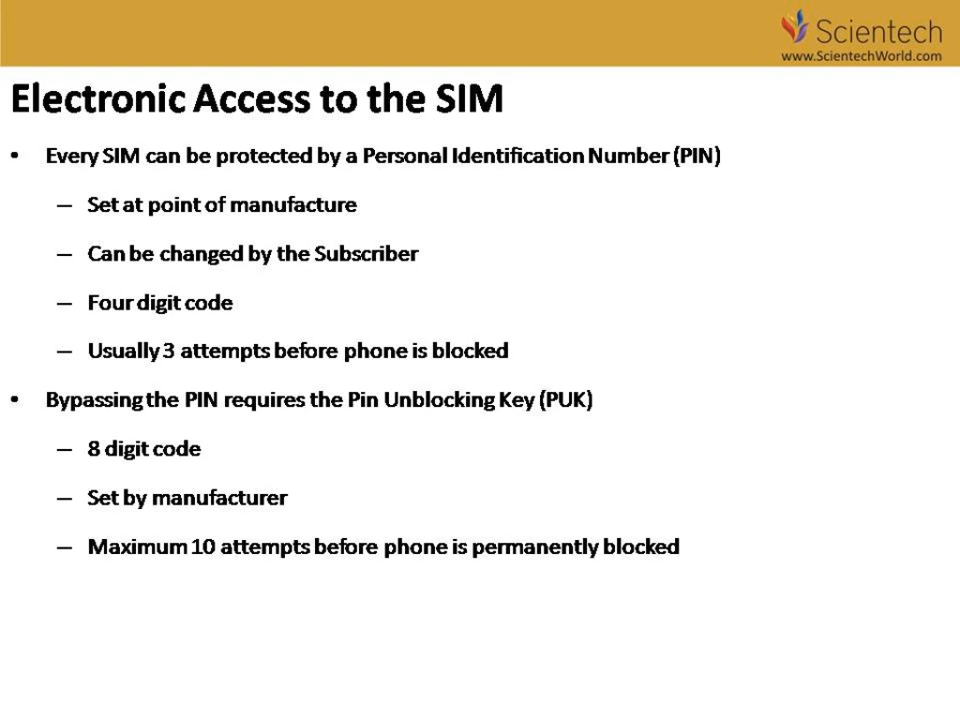 Scientech
www.ScientechWorld.com
Electronic Access to the SIM
• Every SIM can be protected by a Personal Identification Number (PIN)
– Set at point of manufacture
– Can be changed by the Subscriber
– Four digit code
– Usually 3 attempts before phone is blocked
• Bypassing the PIN requires the Pin Unblocking Key (PUK)
– 8 digit code
– Set by manufacturer
– Maximum 10 attempts before phone is permanently blocked